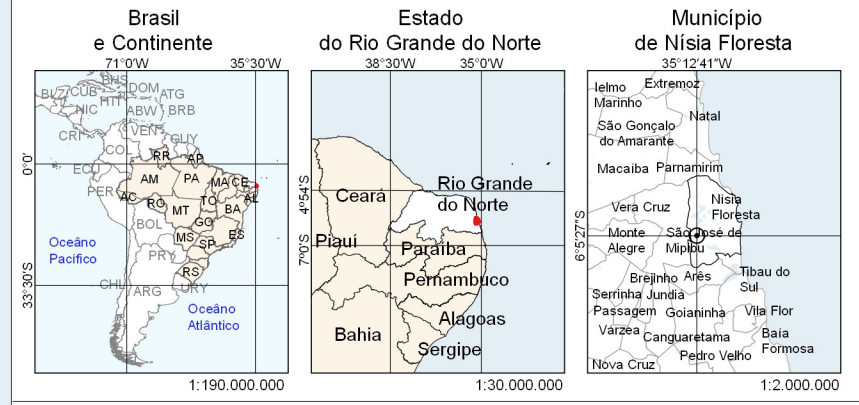 Brasil
e Continente
71°0'W
35°30'W
0°0'
33°30'S
BHS
BLZ
CUB
DOM
ATG
HTI
NIC
ABW
BRB
CRI
VEN
GUY
COL
RR
AP
ECU
AM
PA
MA
CE
PER
AC
RO
TO
AL
MT
BA
BOL
GO
MS
ES
SP
PRY
RS
CHL
ARG
URY
Oceâno
Pacífico
Oceâno
Atlântico
1:190.000.000
Estado
do Rio Grande do Norte
38°30'W
35°0'W
4°54'S
7°0'S
Ceará
Rio Grande
do Norte
Piauí
Paraíba
Pernambuco
Alagoas
Bahia
Sergipe
1:30.000.000
Município
de Nísia Floresta
35°12'41"W
6°5'27"S
Ielmo
Marinho
Extremoz
Natal
São Gonçalo
do Amarante
Macaíba
Parnamirim
Vera Cruz
Nisia
Floresta
Monte
Alegre
São José de
Mipibu
Brejinho
Arês
Tibau do
Sul
Serrinha
Jundiá
Passagem
Goianinha
Vila Flor
Várzea
Canguaretama
Baía
Formosa
Nova Cruz
Pedro Velho
1:2.000.000